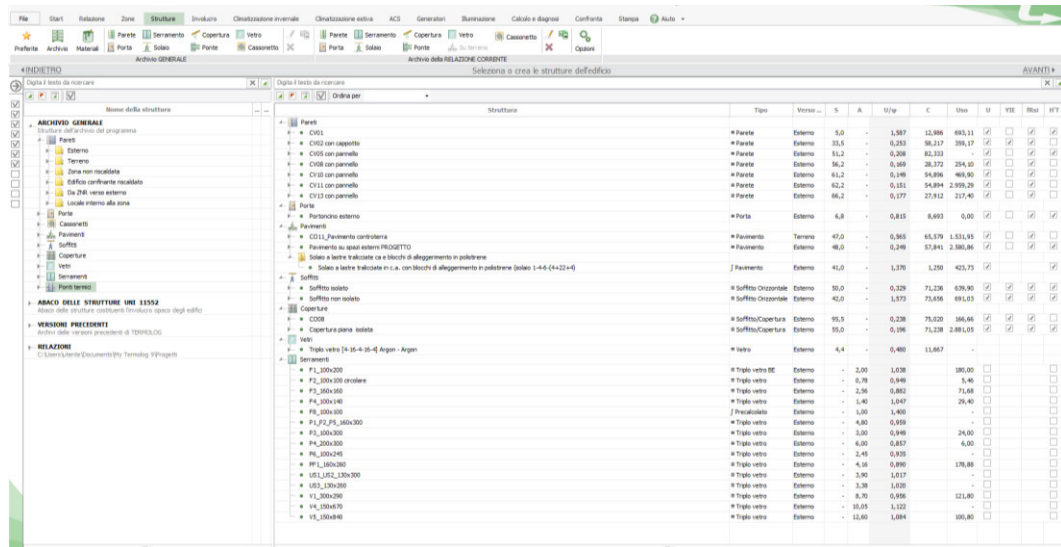 File Start Relazione Zone Strutture Involucro Climatizzazione invernale Climatizzazione estiva ACS Generatori Illuminazione Calcolo e diagnosi Confronta Stampa Aiuto
Parete Serramento Copertura Vetro Parete Serramento Copertura Vetro Cassonetto
Preferite Archivio Materiali Porta Solaio Ponte Cassonetto Porta Solaio Ponte Su terreno Opzioni
Archivio GENERALE Archivio della RELAZIONE CORRENTE
INDIETRO Seleziona o crea le strutture dell'edificio AVANTI
Digita il testo da ricercare Digita il testo da ricercare
Ordina per
Nome della struttura
ARCHIVIO GENERALE
Strutture dell'archivio del programma
Pareti
Esterno
Terreno
Zona non riscaldata
Edificio confinante riscaldato
Da ZNR verso esterno
Locale interno alla zona
Porte
Cassonetti
Pavimenti
Soffitti
Coperture
Vetri
Serramenti
Ponti termici
ABACO DELLE STRUTTURE UNI 11552
Abaco delle strutture costituenti l'involucro opaco degli edifici
VERSIONI PRECEDENTI
Archivi delle versioni precedenti di TERMOLOG
RELAZIONI
C:\Users\utente\Documents\My Termolog 9\Progetti
Struttura Tipo Verso ... S A U/ψ C Uso U YIE fRsi H'T
Pareti
CV01 Parete Esterno 5,0 - 1,587 12,986 693,11
CV02 con cappotto Parete Esterno 33,5 - 0,253 58,217 359,17
CV05 con pannello Parete Esterno 51,2 - 0,208 82,333 -
CV08 con pannello Parete Esterno 56,2 - 0,169 28,372 254,10
CV10 con pannello Parete Esterno 61,2 - 0,149 54,896 469,90
CV11 con pannello Parete Esterno 62,2 - 0,151 54,894 2.959,29
CV13 con pannello Parete Esterno 66,2 - 0,177 27,912 217,40
Porte
Portoncino esterno Porta Esterno 6,8 - 0,815 8,693 0,00
Pavimenti
CO11_Pavimento controterra Pavimento Terreno 47,0 - 0,565 65,579 1.531,95
Pavimento su spazi esterni PROGETTO Pavimento Esterno 48,0 - 0,249 57,841 2.580,86
Solaio a lastre tralicciate ca e blocchi di alleggerimento in polistirene
Solaio a lastre tralicciate in c.a. con blocchi di alleggerimento in polistirene (solaio 1-4-6-(4+22+4) Pavimento Esterno 41,0 - 1,370 1,250 423,73
Soffitti
Soffitto isolato Soffitto Orizzontale Esterno 50,0 - 0,329 71,236 639,90
Soffitto non isolato Soffitto Orizzontale Esterno 42,0 - 1,573 73,656 691,03
Coperture
CO08 Soffitto/Copertura Esterno 95,5 - 0,238 75,020 166,66
Copertura piana isolata Soffitto/Copertura Esterno 55,0 - 0,196 71,238 2.881,05
Vetri
Triplo vetro [4-16-4-16-4] Argon - Argon Vetro Esterno 4,4 - 0,480 11,667 -
Serramenti
F1_100x200 Triplo vetro BE Esterno - 2,00 1,038 180,00
F2_100x100 circolare Triplo vetro Esterno - 0,78 0,949 5,46
F3_160x160 Triplo vetro Esterno - 2,56 0,862 71,68
F4_100x140 Triplo vetro Esterno - 1,40 1,047 29,40
F8_100x100 Precalcolato Esterno - 1,00 1,400 -
P1_P2_P5_160x300 Triplo vetro Esterno - 4,80 0,959 -
P3_100x300 Triplo vetro Esterno - 3,00 0,949 24,00
P4_200x300 Triplo vetro Esterno - 6,00 0,857 6,00
P6_100x245 Triplo vetro Esterno - 2,45 0,935 -
PF1_160x260 Triplo vetro Esterno - 4,16 0,890 178,88
US1_US2_130x300 Triplo vetro Esterno - 3,90 1,017 -
US3_130x260 Triplo vetro Esterno - 3,38 1,020 -
V1_300x290 Triplo vetro Esterno - 8,70 0,956 121,80
V4_150x670 Triplo vetro Esterno - 10,05 1,122 -
V5_150x840 Triplo vetro Esterno - 12,60 1,084 100,80